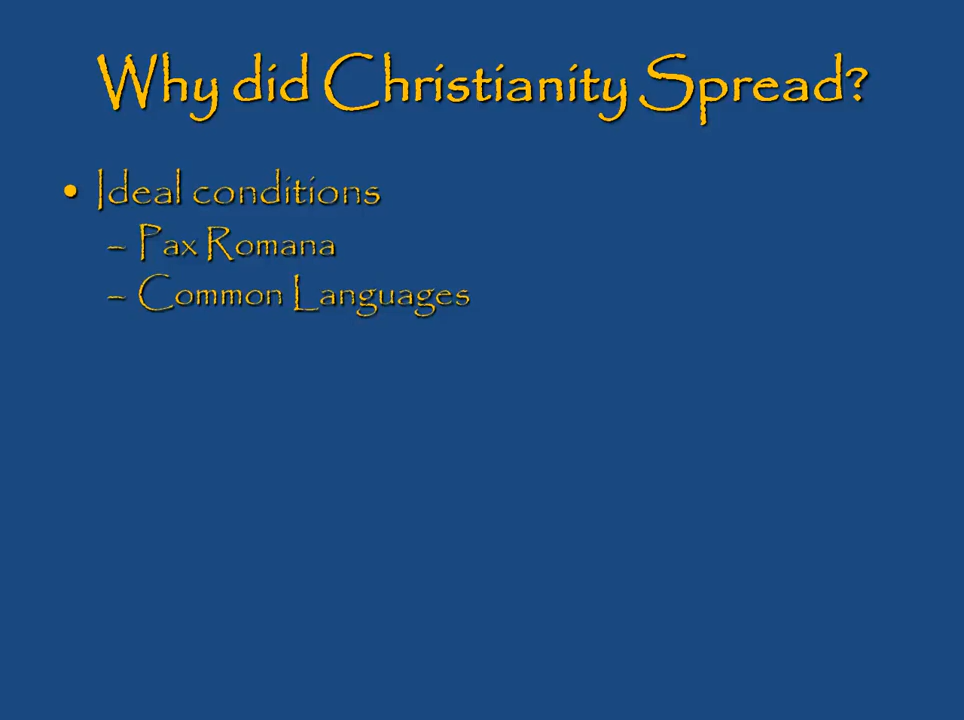 Why did Christianity Spread?
• Ideal conditions
– Pax Romana
– Common Languages